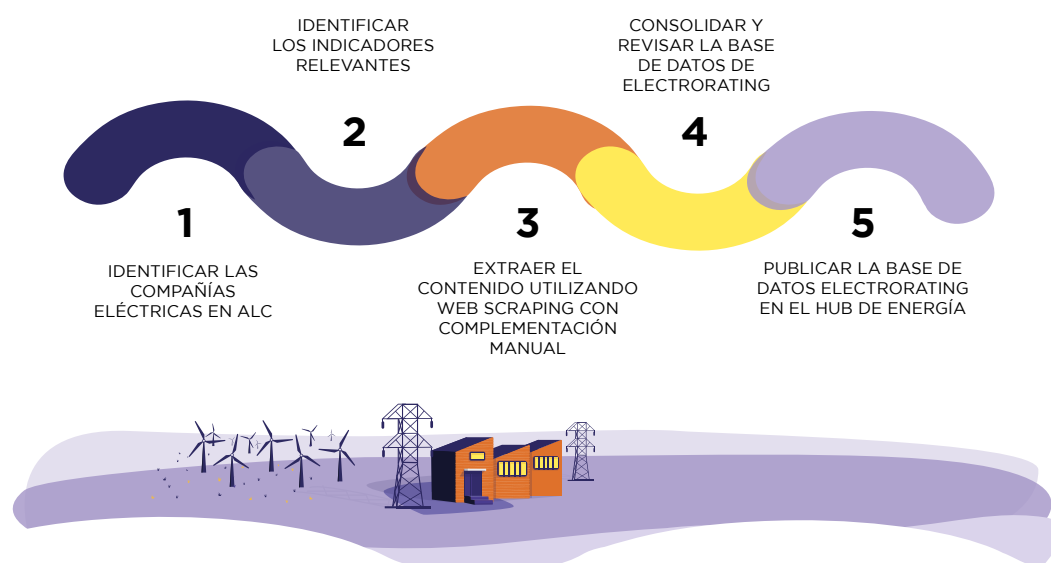 1
IDENTIFICAR LAS
COMPAÑÍAS
ELÉCTRICAS EN ALC
IDENTIFICAR
LOS INDICADORES
RELEVANTES
2
3
EXTRAER EL
CONTENIDO UTILIZANDO
WEB SCRAPING CON
COMPLEMENTACIÓN
MANUAL
CONSOLIDAR Y
REVISAR LA BASE
DE DATOS DE
ELECTRORATING
4
5
PUBLICAR LA BASE DE
DATOS ELECTRORATING
EN EL HUB DE ENERGÍA